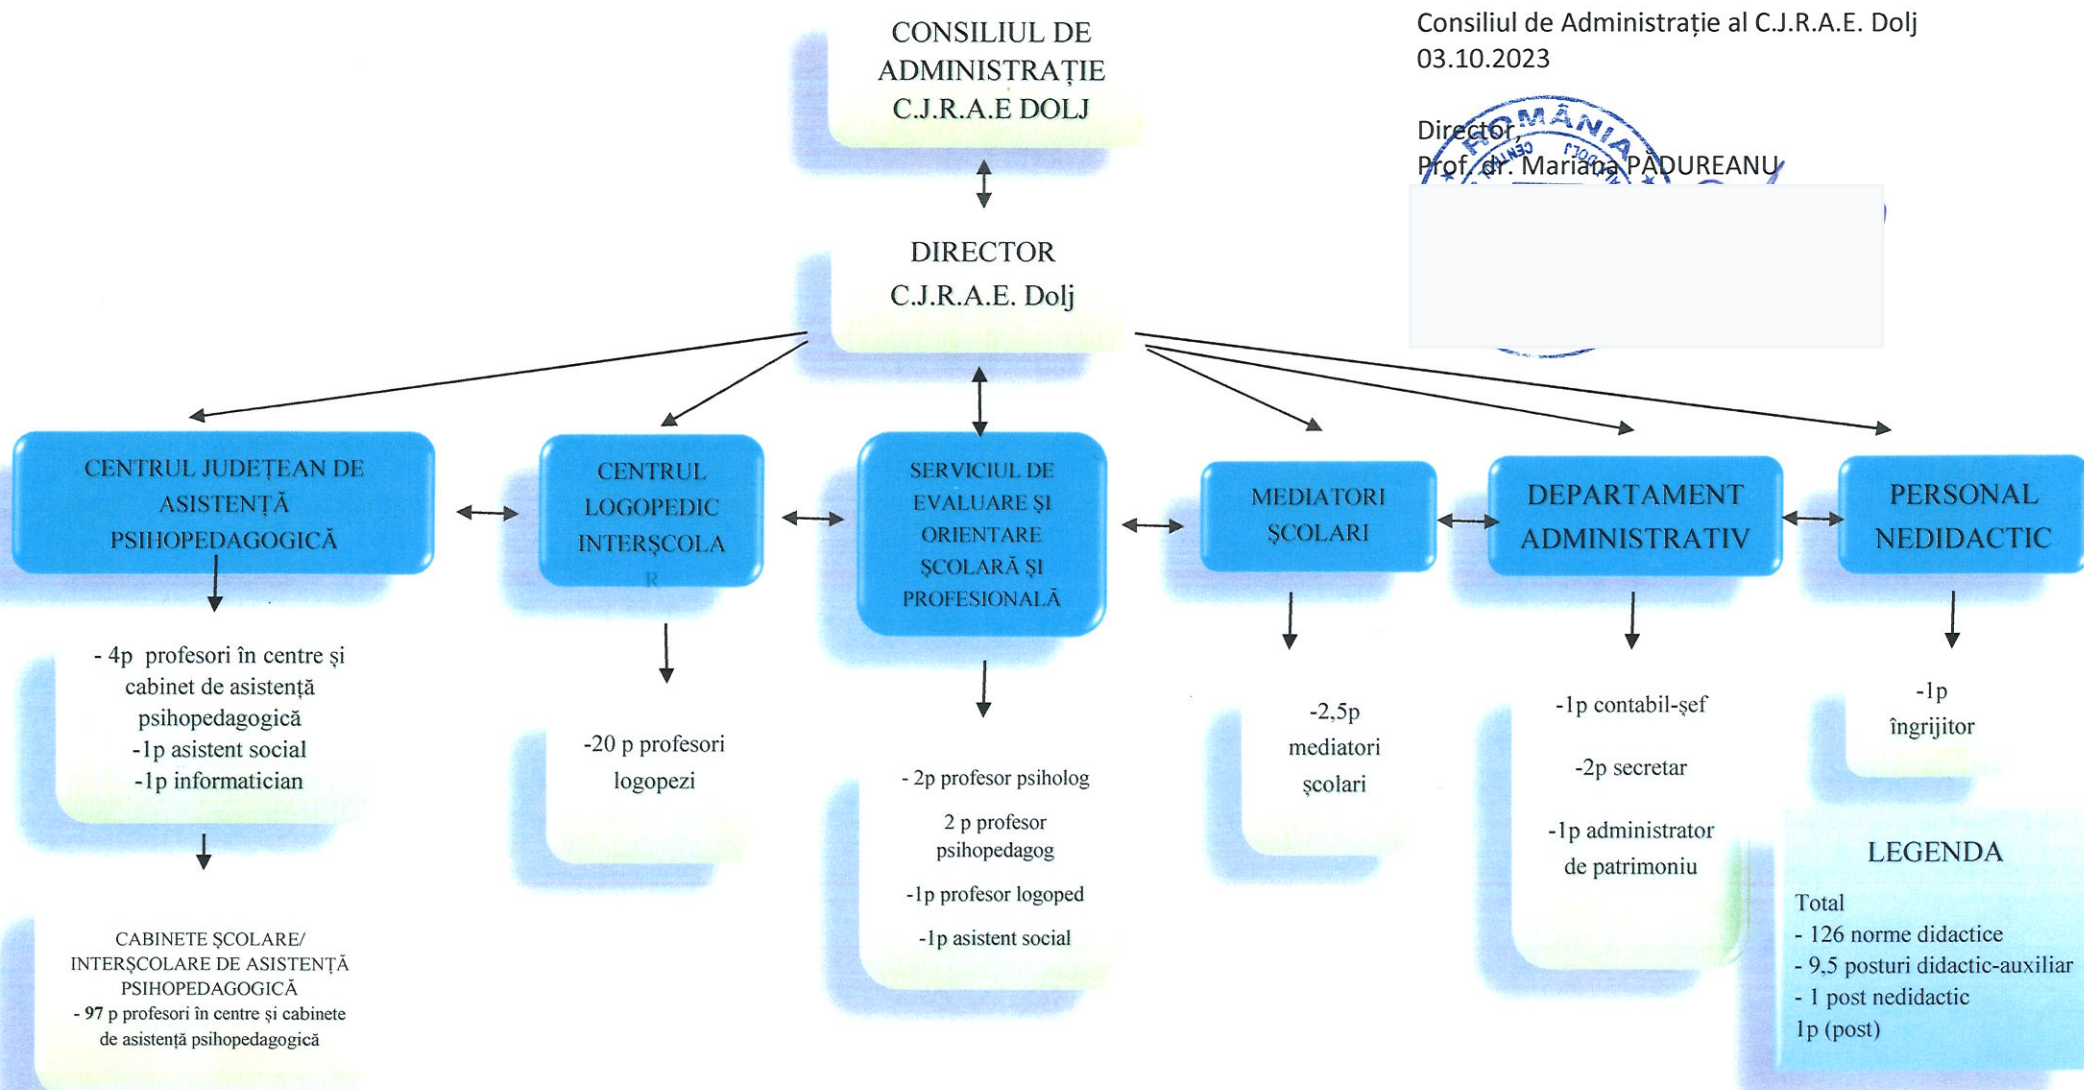 Consiliul de Administrație al C.J.R.A.E. Dolj
03.10.2023
Director,
Prof. dr. Mariana PĂDUREANU
ROMÂNIA
DOLJ
CONSILIUL DE
ADMINISTRAȚIE
C.J.R.A.E DOLJ
DIRECTOR
C.J.R.A.E. Dolj
CENTRUL JUDEȚEAN DE
ASISTENȚĂ
PSIHOPEDAGOGICĂ
CENTRUL
LOGOPEDIC
INTERȘCOLA
R
SERVICIUL DE
EVALUARE ȘI
ORIENTARE
ȘCOLARĂ ȘI
PROFESIONALĂ
MEDIATORI
ȘCOLARI
DEPARTAMENT
ADMINISTRATIV
PERSONAL
NEDIDACTIC
- 4p profesori în centre și
cabinet de asistență
psihopedagogică
-1p asistent social
-1p informatician
CABINETE ȘCOLARE/
INTERȘCOLARE DE ASISTENȚĂ
PSIHOPEDAGOGICĂ
- 97 p profesori în centre și cabinete
de asistență psihopedagogică
-20 p profesori
logopezi
- 2p profesor psiholog
2 p profesor
psihopedagog
-1p profesor logoped
-1p asistent social
-2,5p
mediatori
școlari
-1p contabil-șef
-2p secretar
-1p administrator
de patrimoniu
-1p
îngrijitor
LEGENDA
Total
- 126 norme didactice
- 9,5 posturi didactic-auxiliar
- 1 post nedidactic
1p (post)